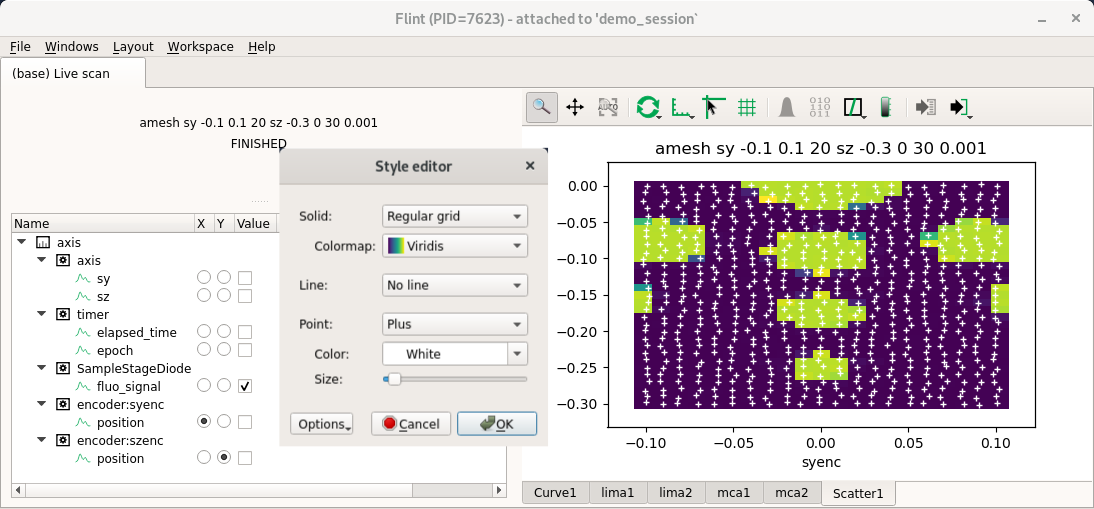 Flint (PID=7623) - attached to 'demo_session`
File Windows Layout Workspace Help
(base) Live scan
amesh sy -0.1 0.1 20 sz -0.3 0 30 0.001
FINISHED
Name X Y Value
axis
axis
sy
sz
timer
elapsed_time
epoch
SampleStageDiode
fluo_signal
encoder:syenc
position
encoder:szenc
position
Style editor
Solid: Regular grid
Colormap: Viridis
Line: No line
Point: Plus
Color: White
Size:
Options Cancel OK
AUTO
010
110
011
amesh sy -0.1 0.1 20 sz -0.3 0 30 0.001
0.00
−0.05
−0.10
−0.15
−0.20
−0.25
−0.30
−0.10 −0.05 0.00 0.05 0.10
syenc
Curve1 lima1 lima2 mca1 mca2 Scatter1